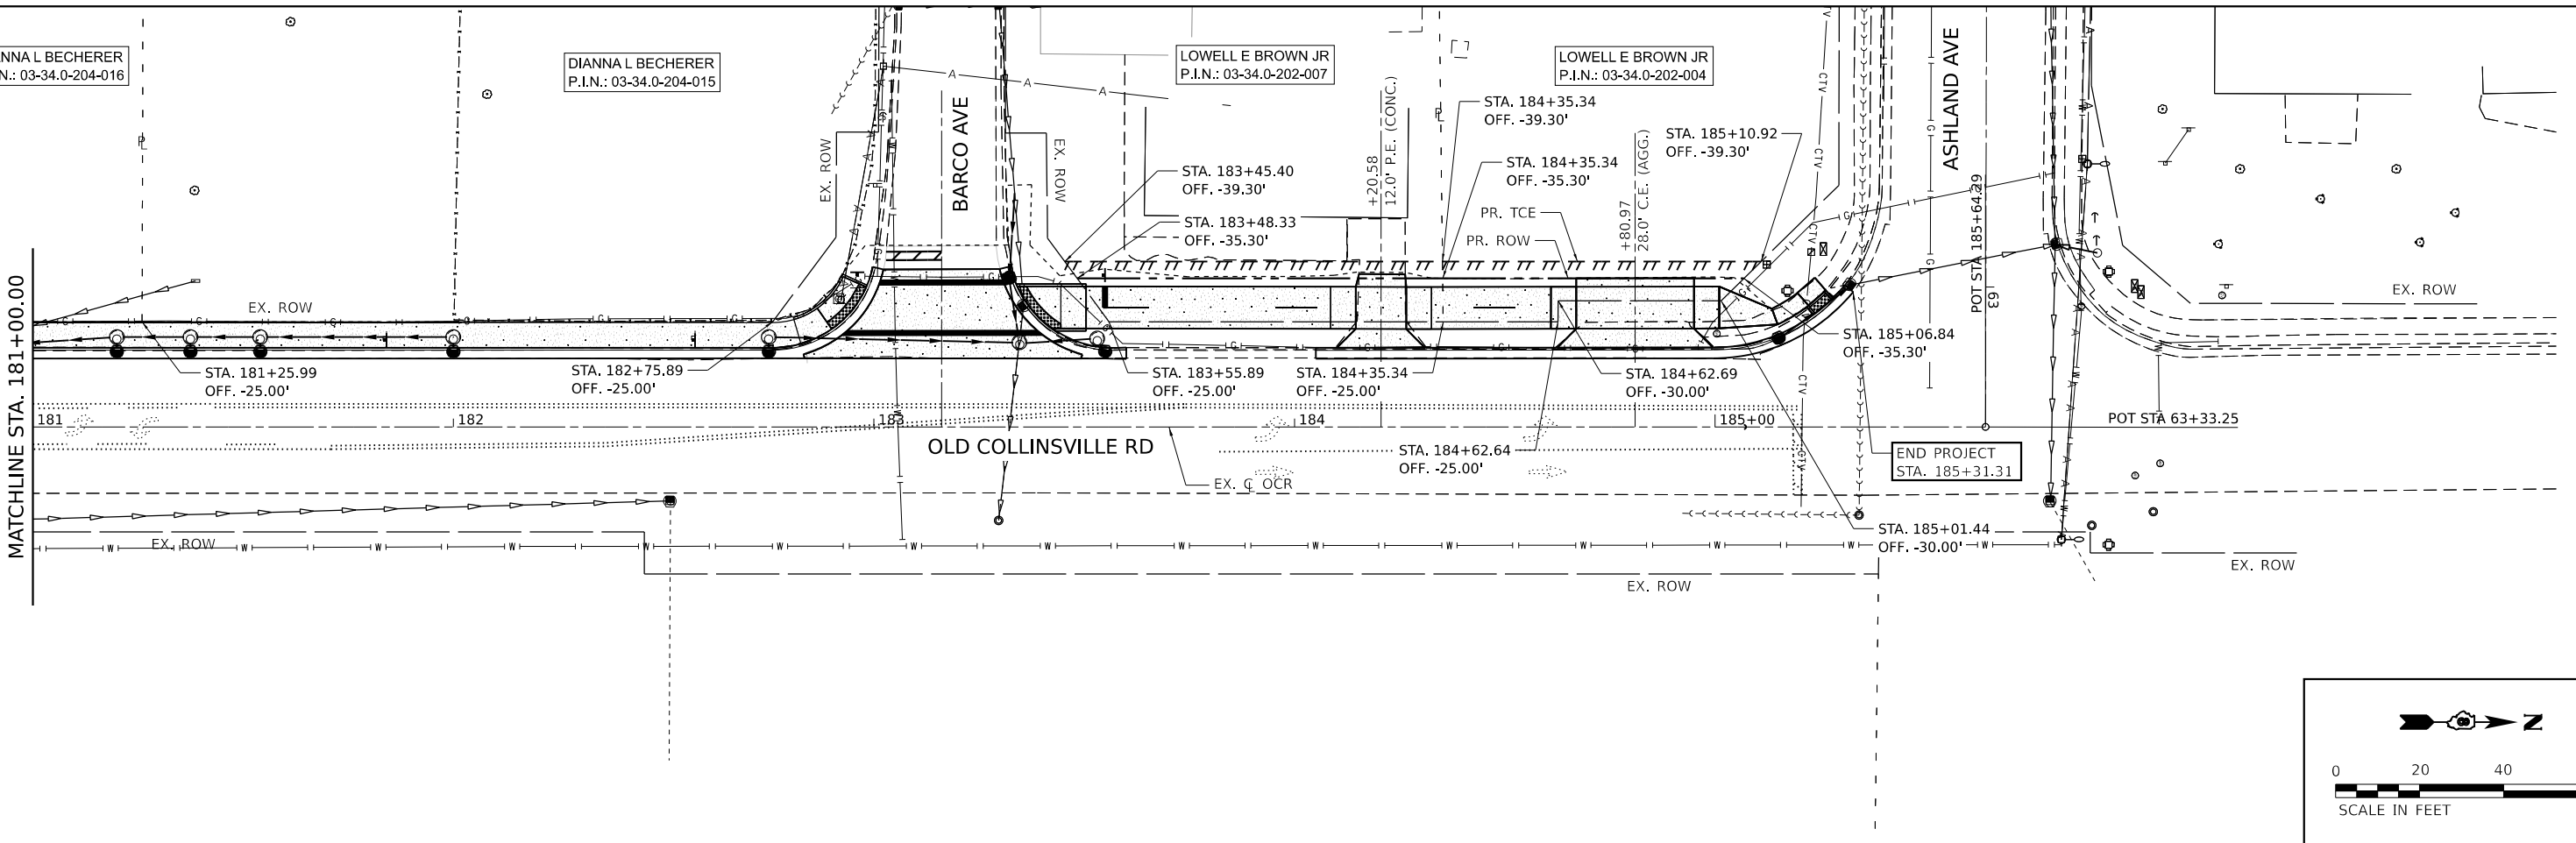 NNA L BECHERER
N.: 03-34.0-204-016
DIANNA L BECHERER
P.I.N.: 03-34.0-204-015
LOWELL E BROWN JR
P.I.N.: 03-34.0-202-007
LOWELL E BROWN JR
P.I.N.: 03-34.0-202-004
BARCO AVE
ASHLAND AVE
EX. ROW
EX. ROW
STA. 183+45.40
OFF. -39.30'
STA. 183+48.33
OFF. -35.30'
+20.58
12.0' P.E. (CONC.)
STA. 184+35.34
OFF. -39.30'
STA. 184+35.34
OFF. -35.30'
PR. TCE
PR. ROW
+80.97
28.0' C.E. (AGG.)
STA. 185+10.92
OFF. -39.30'
POT STA 185+64.29
63
EX. ROW
EX. ROW
MATCHLINE STA. 181+00.00
STA. 181+25.99
OFF. -25.00'
STA. 182+75.89
OFF. -25.00'
STA. 183+55.89
OFF. -25.00'
STA. 184+35.34
OFF. -25.00'
STA. 184+62.69
OFF. -30.00'
STA. 185+06.84
OFF. -35.30'
181
182
183
184
185+00
POT STA 63+33.25
OLD COLLINSVILLE RD
STA. 184+62.64
OFF. -25.00'
END PROJECT
STA. 185+31.31
EX. ℄ OCR
STA. 185+01.44
OFF. -30.00'
EX. ROW
EX. ROW
EX. ROW
N
0 20 40
SCALE IN FEET